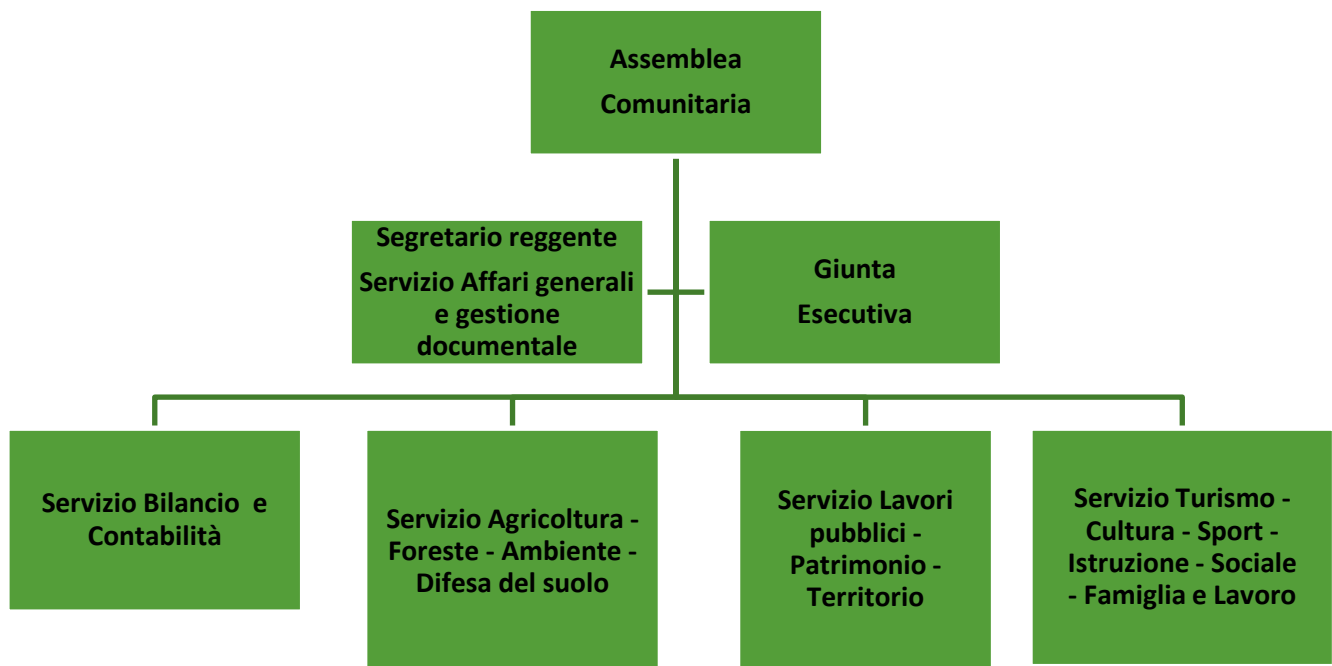 Assemblea
Comunitaria
Segretario reggente
Servizio Affari generali
e gestione
documentale
Giunta
Esecutiva
Servizio Bilancio e
Contabilità
Servizio Agricoltura -
Foreste - Ambiente -
Difesa del suolo
Servizio Lavori
pubblici -
Patrimonio -
Territorio
Servizio Turismo -
Cultura - Sport -
Istruzione - Sociale
- Famiglia e Lavoro